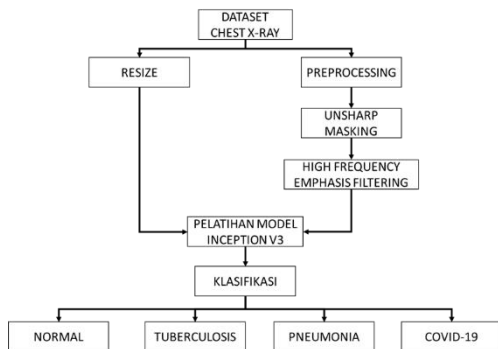 DATASET
CHEST X-RAY
RESIZE
PREPROCESSING
UNSHARP
MASKING
HIGH FREQUENCY
EMPHASIS FILTERING
PELATIHAN MODEL
INCEPTION V3
KLASIFIKASI
NORMAL
TUBERCULOSIS
PNEUMONIA
COVID-19